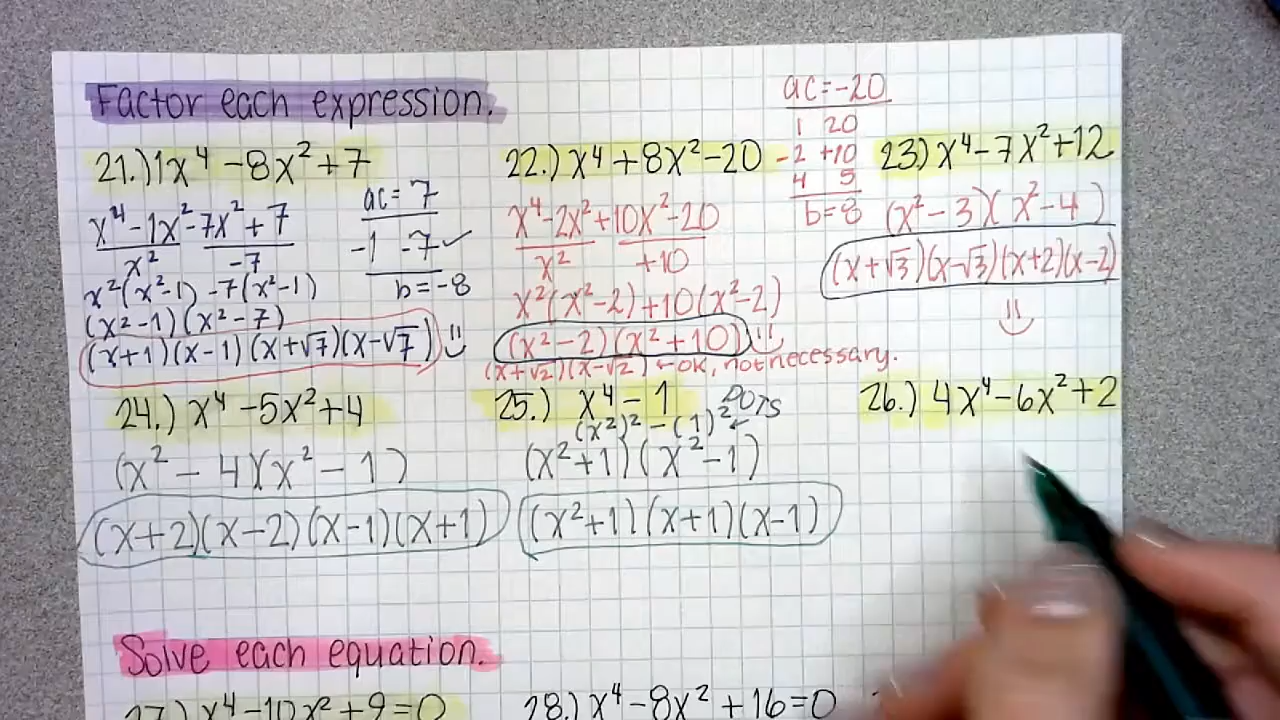 Factor each expression.
21.) 1x⁴ -8x² +7
x⁴ -1x² -7x² +7
x² -7
x²(x²-1) -7(x²-1)
(x²-1)(x²-7)
(x+1)(x-1)(x+√7)(x-√7)
ac= 7
-1 -7 ✓
b=-8
22.) x⁴ +8x² -20
x⁴-2x²+10x²-20
x² +10
x²(x²-2)+10(x²-2)
(x²-2)(x²+10)
(x+√2)(x-√2) ←ok, not necessary.
ac=-20
1 20
-2 +10
4 5
b=8
23.) x⁴-7x²+12
(x²-3)(x²-4)
(x+√3)(x-√3)(x+2)(x-2)
24.) x⁴ -5x²+4
(x² - 4)(x² - 1)
(x+2)(x-2)(x-1)(x+1)
25.) x⁴ - 1 DOTS
(x²)² - (1)² ←
(x²+1)(x²-1)
(x²+1)(x+1)(x-1)
26.) 4x⁴-6x²+2
Solve each equation.
27.) x⁴-10x²+9=0
28.) x⁴-8x²+16=0